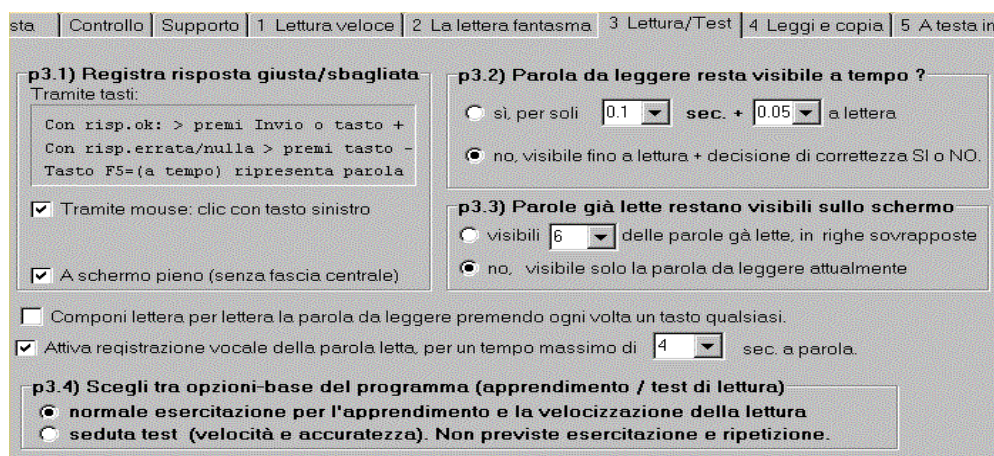 sta Controllo Supporto 1 Lettura veloce 2 La lettera fantasma 3 Lettura/Test 4 Leggi e copia 5 A testa in
p3.1) Registra risposta giusta/sbagliata
Tramite tasti:
Con risp.ok: > premi Invio o tasto +
Con risp.errata/nulla > premi tasto -
Tasto F5=(a tempo) ripresenta parola
Tramite mouse: clic con tasto sinistro
A schermo pieno (senza fascia centrale)
p3.2) Parola da leggere resta visibile a tempo ?
sì, per soli 0.1 sec. + 0.05 a lettera
no, visibile fino a lettura + decisione di correttezza SI o NO.
p3.3) Parole già lette restano visibili sullo schermo
visibili 6 delle parole gà lette, in righe sovrapposte
no, visibile solo la parola da leggere attualmente
Componi lettera per lettera la parola da leggere premendo ogni volta un tasto qualsiasi.
Attiva registrazione vocale della parola letta, per un tempo massimo di 4 sec. a parola.
p3.4) Scegli tra opzioni-base del programma (apprendimento / test di lettura)
normale esercitazione per l'apprendimento e la velocizzazione della lettura
seduta test (velocità e accuratezza). Non previste esercitazione e ripetizione.